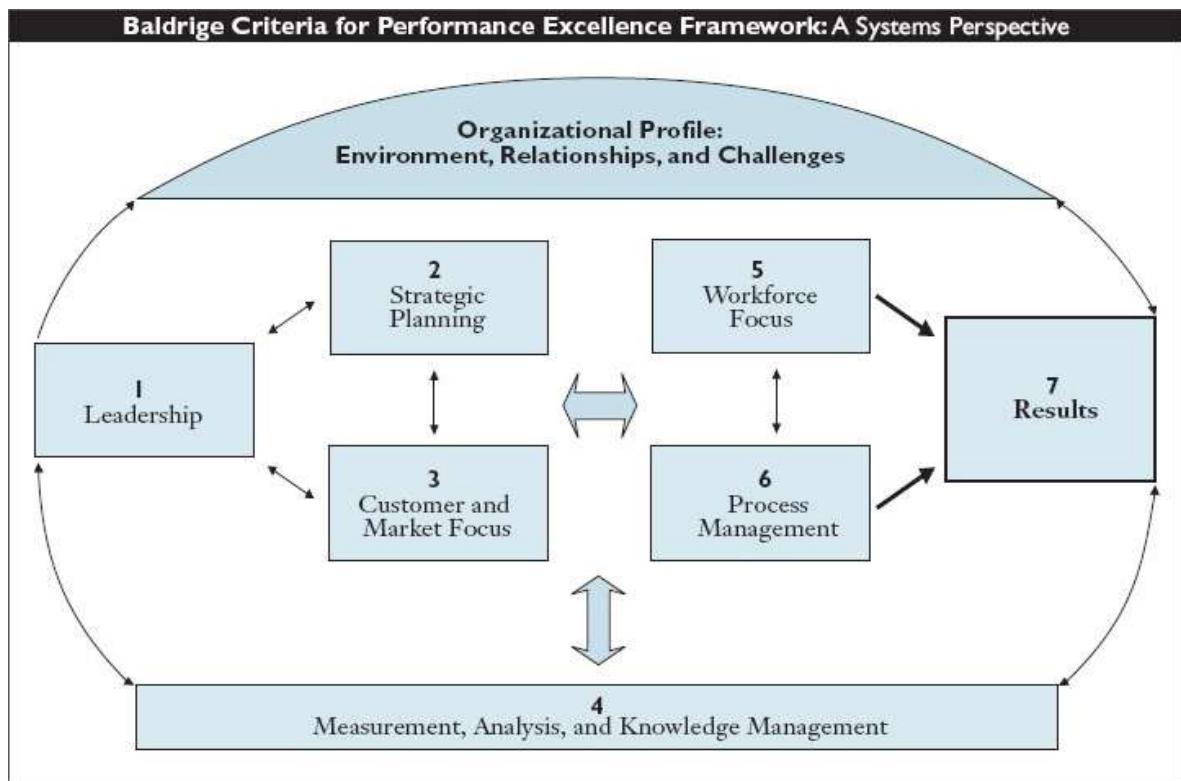 Baldrige Criteria for Performance Excellence Framework: A Systems Perspective
Organizational Profile:
Environment, Relationships, and Challenges
2
Strategic
Planning
5
Workforce
Focus
1
Leadership
7
Results
3
Customer and
Market Focus
6
Process
Management
4
Measurement, Analysis, and Knowledge Management